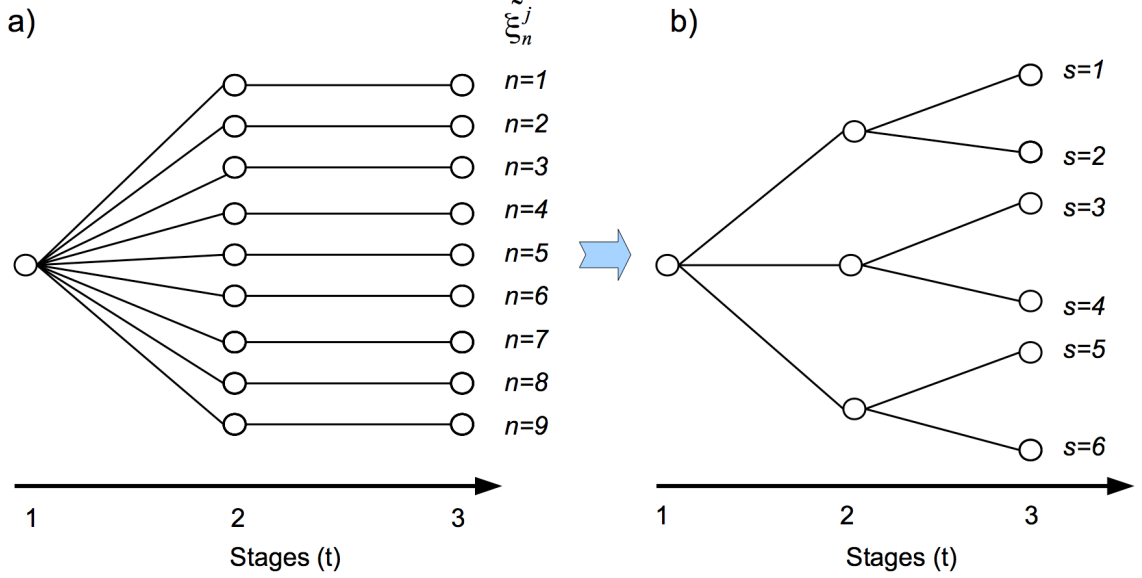 a)
ξ̃ⱼₙ
n=1
n=2
n=3
n=4
n=5
n=6
n=7
n=8
n=9
1 2 3
Stages (t)
b)
s=1
s=2
s=3
s=4
s=5
s=6
1 2 3
Stages (t)